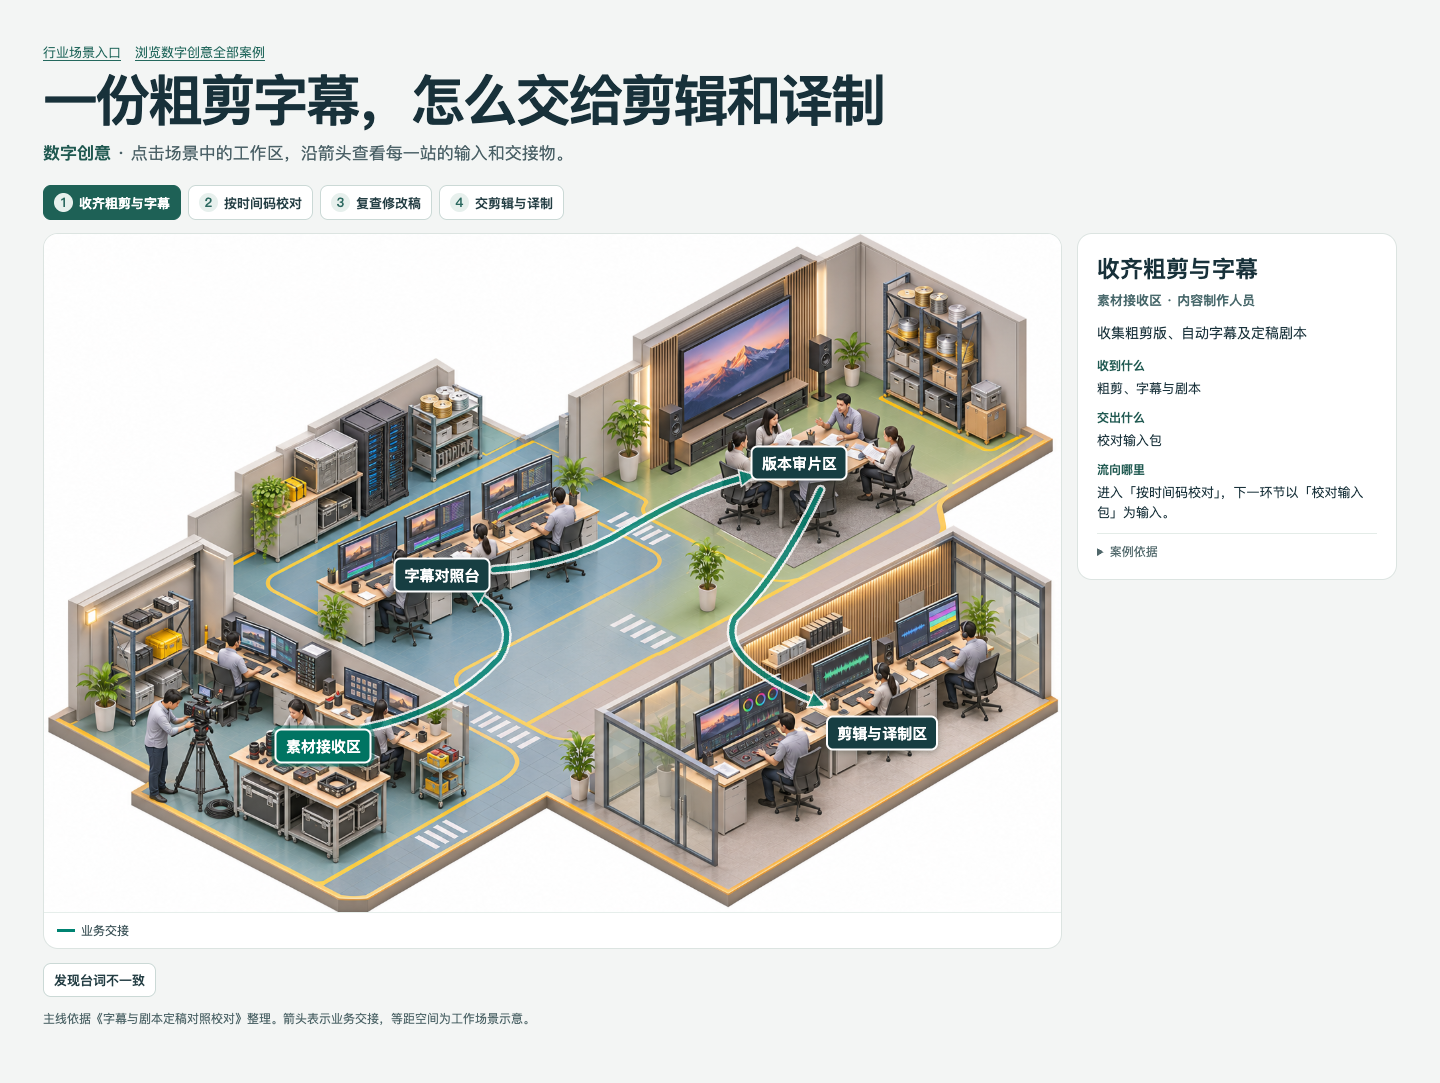 行业场景入口 浏览数字创意全部案例
一份粗剪字幕，怎么交给剪辑和译制
数字创意 · 点击场景中的工作区，沿箭头查看每一站的输入和交接物。
1 收齐粗剪与字幕 2 按时间码校对 3 复查修改稿 4 交剪辑与译制
版本审片区
字幕对照台
素材接收区
剪辑与译制区
业务交接
收齐粗剪与字幕
素材接收区 · 内容制作人员
收集粗剪版、自动字幕及定稿剧本
收到什么
粗剪、字幕与剧本
交出什么
校对输入包
流向哪里
进入「按时间码校对」，下一环节以「校对输入
包」为输入。
案例依据
发现台词不一致
主线依据《字幕与剧本定稿对照校对》整理。箭头表示业务交接，等距空间为工作场景示意。